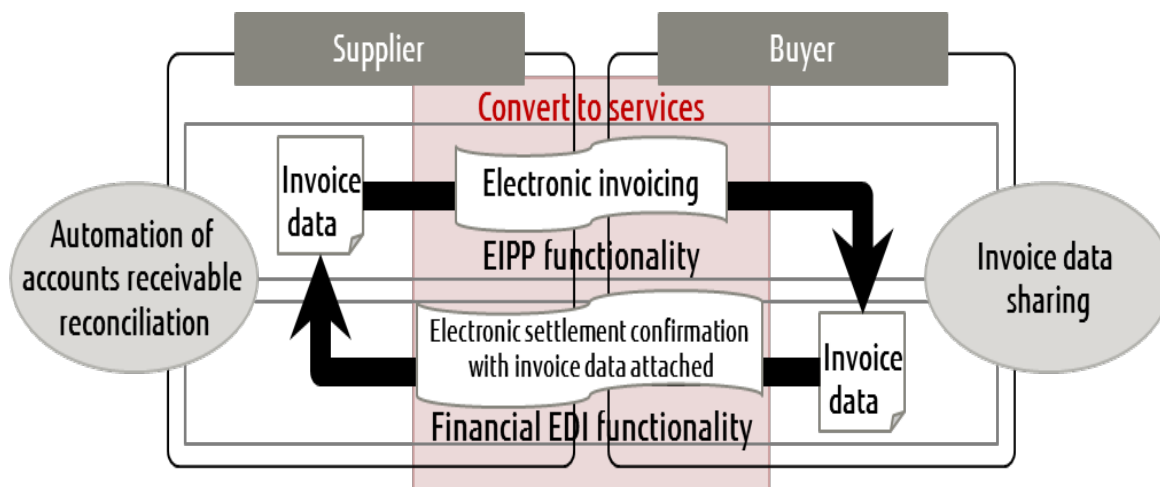 Supplier
Buyer
Convert to services
Invoice
data
Electronic invoicing
EIPP functionality
Automation of
accounts receivable
reconciliation
Invoice data
sharing
Electronic settlement confirmation
with invoice data attached
Invoice
data
Financial EDI functionality